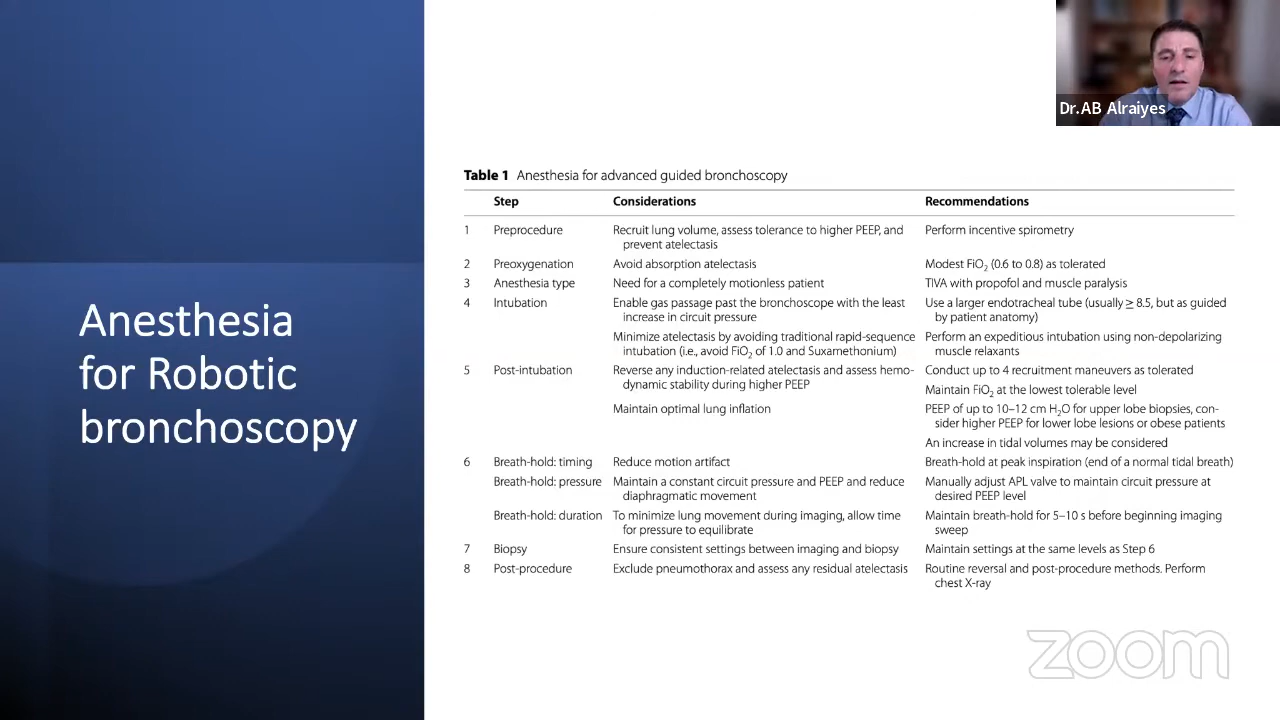 Dr.AB Alraiyes
Anesthesia
for Robotic
bronchoscopy
Table 1 Anesthesia for advanced guided bronchoscopy
Step Considerations Recommendations
1 Preprocedure Recruit lung volume, assess tolerance to higher PEEP, and Perform incentive spirometry
prevent atelectasis
2 Preoxygenation Avoid absorption atelectasis Modest FiO₂ (0.6 to 0.8) as tolerated
3 Anesthesia type Need for a completely motionless patient TIVA with propofol and muscle paralysis
4 Intubation Enable gas passage past the bronchoscope with the least Use a larger endotracheal tube (usually ≥ 8.5, but as guided
increase in circuit pressure by patient anatomy)
Minimize atelectasis by avoiding traditional rapid-sequence Perform an expeditious intubation using non-depolarizing
intubation (i.e., avoid FiO₂ of 1.0 and Suxamethonium) muscle relaxants
5 Post-intubation Reverse any induction-related atelectasis and assess hemo- Conduct up to 4 recruitment maneuvers as tolerated
dynamic stability during higher PEEP Maintain FiO₂ at the lowest tolerable level
Maintain optimal lung inflation PEEP of up to 10–12 cm H₂O for upper lobe biopsies, con-
sider higher PEEP for lower lobe lesions or obese patients
An increase in tidal volumes may be considered
6 Breath-hold: timing Reduce motion artifact Breath-hold at peak inspiration (end of a normal tidal breath)
Breath-hold: pressure Maintain a constant circuit pressure and PEEP and reduce Manually adjust APL valve to maintain circuit pressure at
diaphragmatic movement desired PEEP level
Breath-hold: duration To minimize lung movement during imaging, allow time Maintain breath-hold for 5–10 s before beginning imaging
for pressure to equilibrate sweep
7 Biopsy Ensure consistent settings between imaging and biopsy Maintain settings at the same levels as Step 6
8 Post-procedure Exclude pneumothorax and assess any residual atelectasis Routine reversal and post-procedure methods. Perform
chest X-ray
zoom